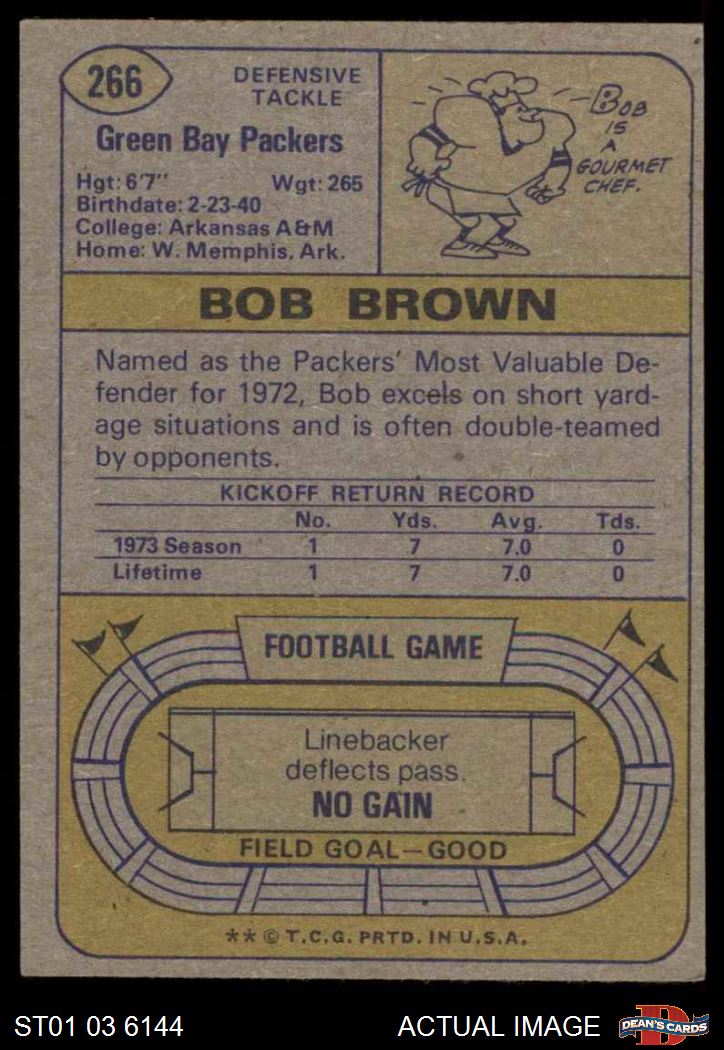 266
DEFENSIVE
TACKLE
Green Bay Packers
Hgt: 6'7"    Wgt: 265
Birthdate: 2-23-40
College: Arkansas A&M
Home: W. Memphis, Ark.
BOB
IS
A
GOURMET
CHEF.
BOB BROWN
Named as the Packers' Most Valuable De-
fender for 1972, Bob excels on short yard-
age situations and is often double-teamed
by opponents.
KICKOFF RETURN RECORD
No. Yds. Avg. Tds.
1973 Season 1 7 7.0 0
Lifetime 1 7 7.0 0
FOOTBALL GAME
Linebacker
deflects pass.
NO GAIN
FIELD GOAL—GOOD
** © T.C.G. PRTD. IN U.S.A.
ST01 03 6144
ACTUAL IMAGE
D
DEAN'S CARDS